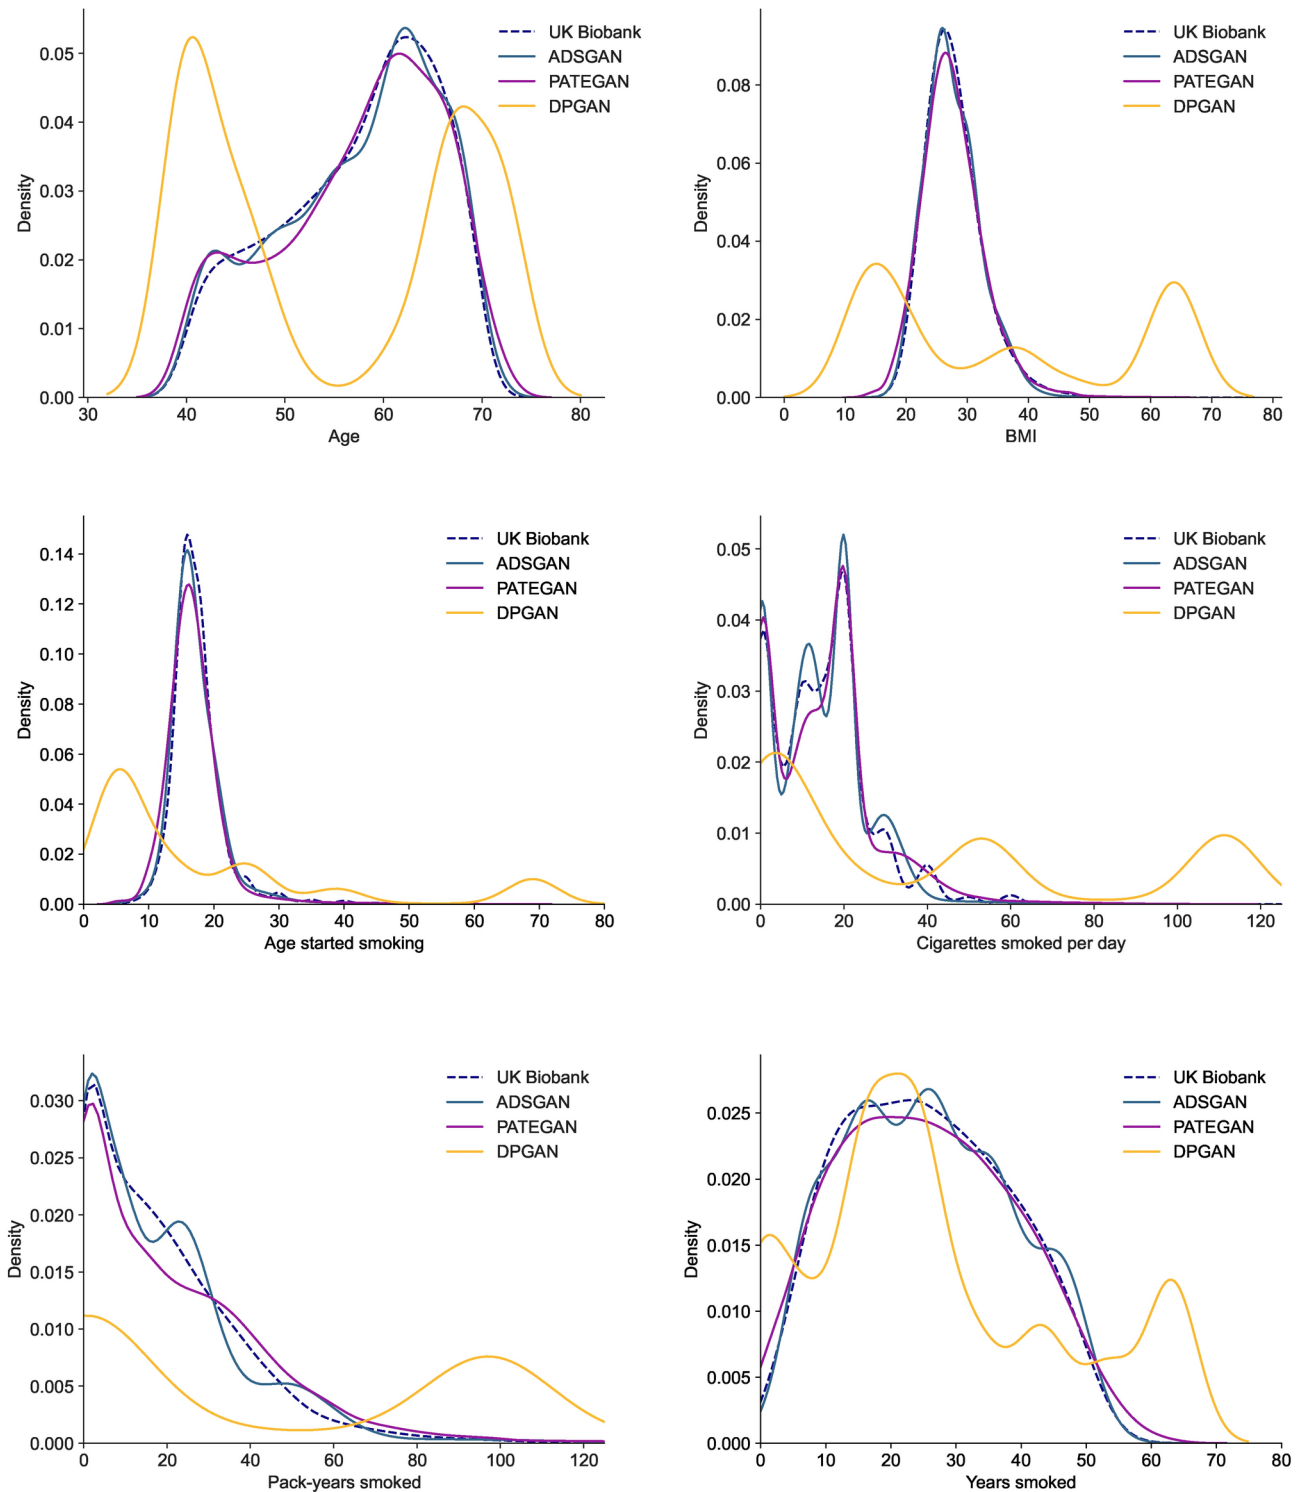 UK Biobank
ADSGAN
PATEGAN
DPGAN
Density
0.05
0.04
0.03
0.02
0.01
0.00
30 40 50 60 70 80
Age
UK Biobank
ADSGAN
PATEGAN
DPGAN
Density
0.08
0.06
0.04
0.02
0.00
0 10 20 30 40 50 60 70 80
BMI
UK Biobank
ADSGAN
PATEGAN
DPGAN
Density
0.14
0.12
0.10
0.08
0.06
0.04
0.02
0.00
0 10 20 30 40 50 60 70 80
Age started smoking
UK Biobank
ADSGAN
PATEGAN
DPGAN
Density
0.05
0.04
0.03
0.02
0.01
0.00
0 20 40 60 80 100 120
Cigarettes smoked per day
UK Biobank
ADSGAN
PATEGAN
DPGAN
Density
0.030
0.025
0.020
0.015
0.010
0.005
0.000
0 20 40 60 80 100 120
Pack-years smoked
UK Biobank
ADSGAN
PATEGAN
DPGAN
Density
0.025
0.020
0.015
0.010
0.005
0.000
0 10 20 30 40 50 60 70 80
Years smoked